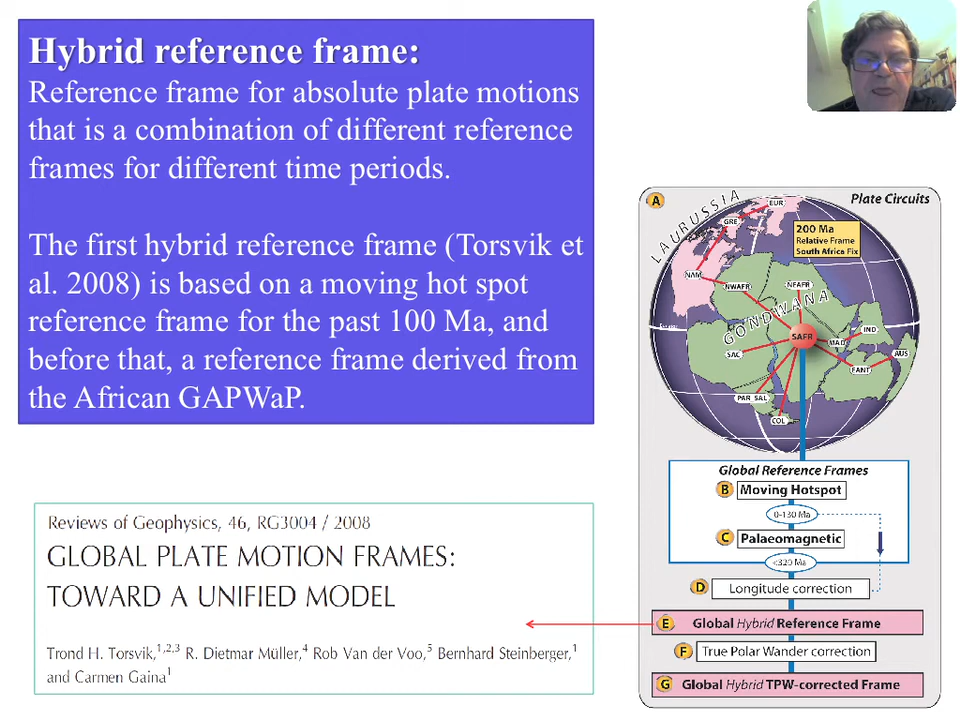 Hybrid reference frame:
Reference frame for absolute plate motions
that is a combination of different reference
frames for different time periods.
The first hybrid reference frame (Torsvik et
al. 2008) is based on a moving hot spot
reference frame for the past 100 Ma, and
before that, a reference frame derived from
the African GAPWaP.
Reviews of Geophysics, 46, RG3004 / 2008
GLOBAL PLATE MOTION FRAMES:
TOWARD A UNIFIED MODEL
Trond H. Torsvik,1,2,3 R. Dietmar Müller,4 Rob Van der Voo,5 Bernhard Steinberger,1
and Carmen Gaina1
A
Plate Circuits
LAURUSSIA
EUR
GRE
200 Ma
Relative Frame
South Africa Fix
NAM
NWAFR
NEAFR
GONDWANA
SAFR
MAD
IND
SAC
EANT
AUS
PAR SAL
COL
Global Reference Frames
B Moving Hotspot
0-130 Ma
C Palaeomagnetic
<320 Ma
D Longitude correction
E Global Hybrid Reference Frame
F True Polar Wander correction
G Global Hybrid TPW-corrected Frame